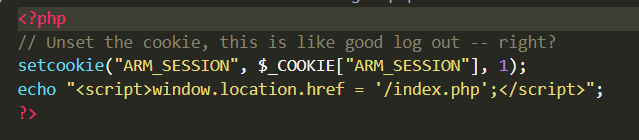 <?php
// Unset the cookie, this is like good log out -- right?
setcookie("ARM_SESSION", $_COOKIE["ARM_SESSION"], 1);
echo "<script>window.location.href = '/index.php';</script>";
?>